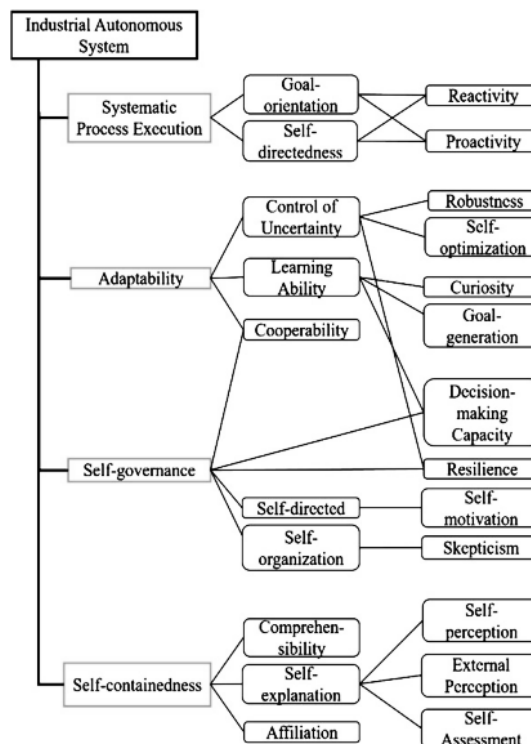 Industrial Autonomous
System
Systematic
Process Execution
Goal-
orientation
Self-
directedness
Reactivity
Proactivity
Adaptability
Control of
Uncertainty
Learning
Ability
Cooperability
Robustness
Self-
optimization
Curiosity
Goal-
generation
Decision-
making
Capacity
Resilience
Self-governance
Self-directed
Self-
organization
Self-
motivation
Skepticism
Self-containedness
Comprehen-
sibility
Self-
explanation
Affiliation
Self-
perception
External
Perception
Self-
Assessment